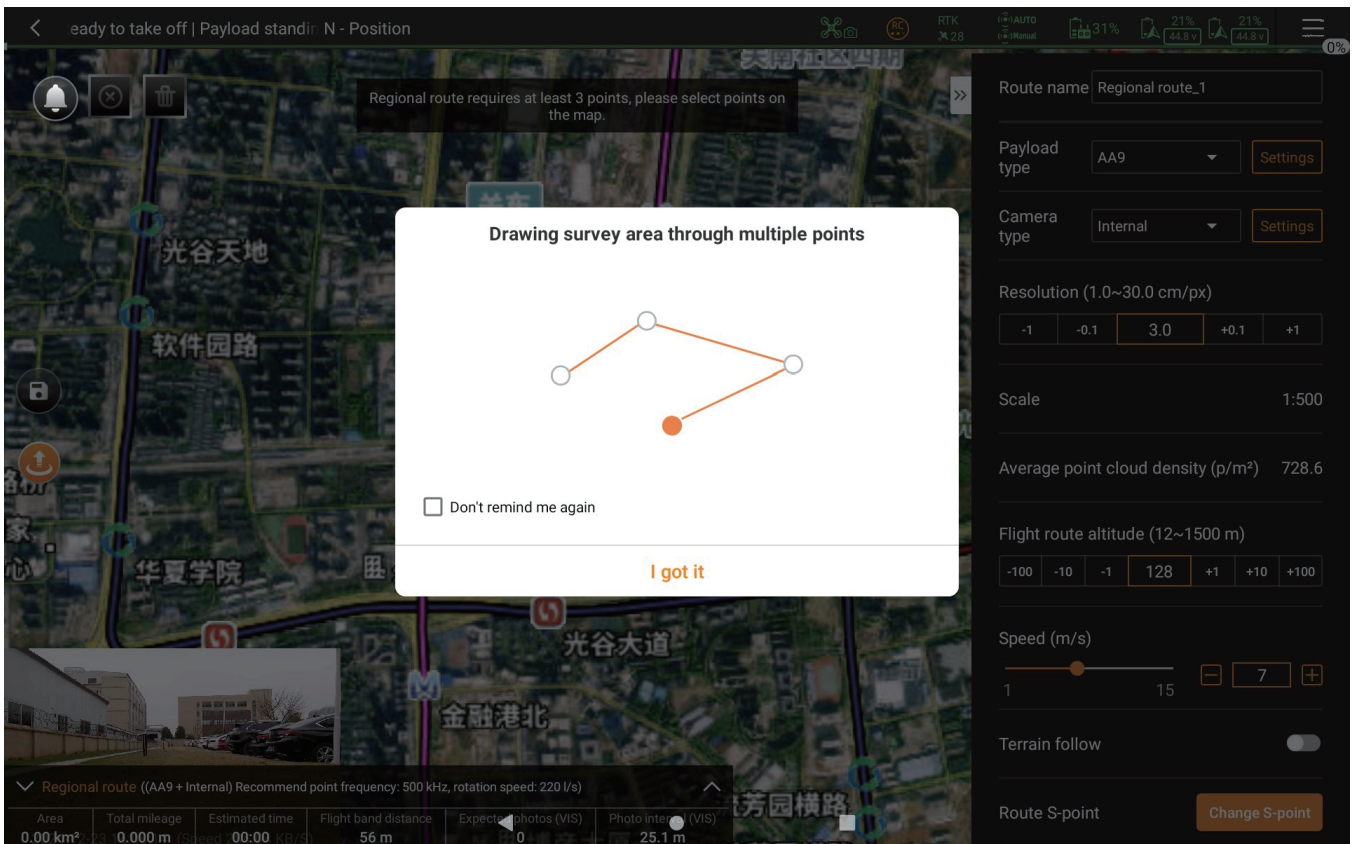 eady to take off | Payload standin N - Position
RC
RTK
28
AUTO
Manual
31%
21%
44.8 v
21%
44.8 v
0%
Regional route requires at least 3 points, please select points on
the map.
Drawing survey area through multiple points
Don't remind me again
I got it
光谷天地
软件园路
华夏学院
光谷大道
金融港北
Route name
Regional route_1
Payload
type
AA9
Settings
Camera
type
Internal
Settings
Resolution (1.0~30.0 cm/px)
-1 -0.1 3.0 +0.1 +1
Scale 1:500
Average point cloud density (p/m²) 728.6
Flight route altitude (12~1500 m)
-100 -10 -1 128 +1 +10 +100
Speed (m/s)
1 15 7
Terrain follow
Route S-point Change S-point
Regional route ((AA9 + Internal) Recommend point frequency: 500 kHz, rotation speed: 220 l/s)
Area Total mileage Estimated time Flight band distance Expected photos (VIS) Photo interval (VIS)
0.00 km² 0.000 m 00:00 56 m 0 25.1 m